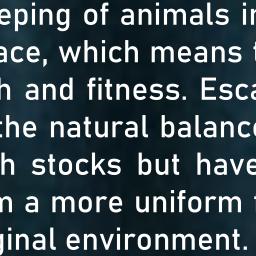 eeping of animals in
ace, which means
h and fitness. Esca
the natural balance
h stocks but have
m a more uniform
ginal environment.